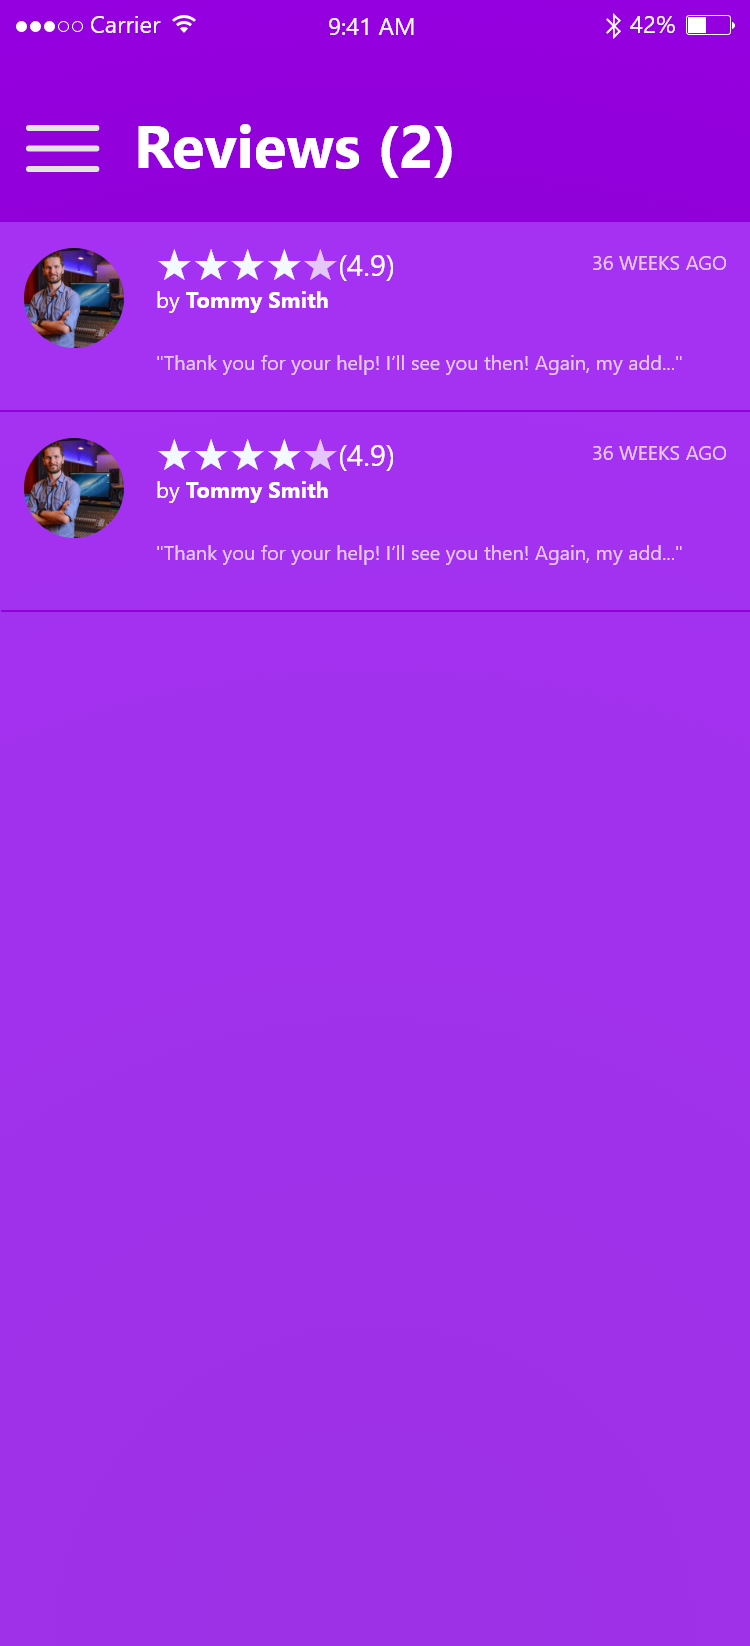 Carrier 9:41 AM 42%
Reviews (2)
★★★★★(4.9) 36 WEEKS AGO
by Tommy Smith
"Thank you for your help! I’ll see you then! Again, my add..."
★★★★★(4.9) 36 WEEKS AGO
by Tommy Smith
"Thank you for your help! I’ll see you then! Again, my add..."